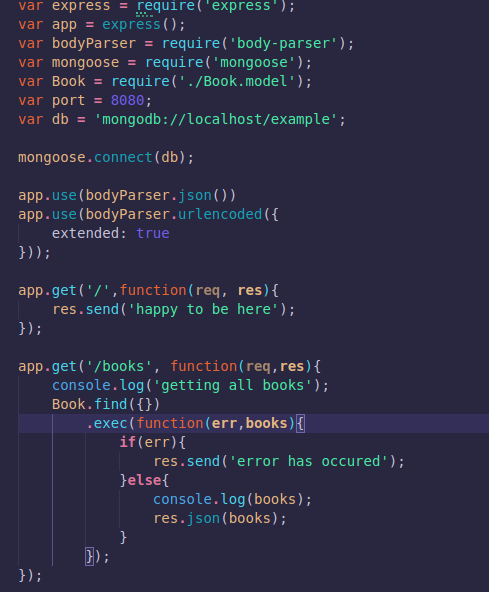 var express = require('express');
var app = express();
var bodyParser = require('body-parser');
var mongoose = require('mongoose');
var Book = require('./Book.model');
var port = 8080;
var db = 'mongodb://localhost/example';

mongoose.connect(db);

app.use(bodyParser.json())
app.use(bodyParser.urlencoded({
    extended: true
}));

app.get('/',function(req, res){
    res.send('happy to be here');
});

app.get('/books', function(req,res){
    console.log('getting all books');
    Book.find({})
        .exec(function(err,books){
            if(err){
                res.send('error has occured');
            }else{
                console.log(books);
                res.json(books);
            }
        });
});